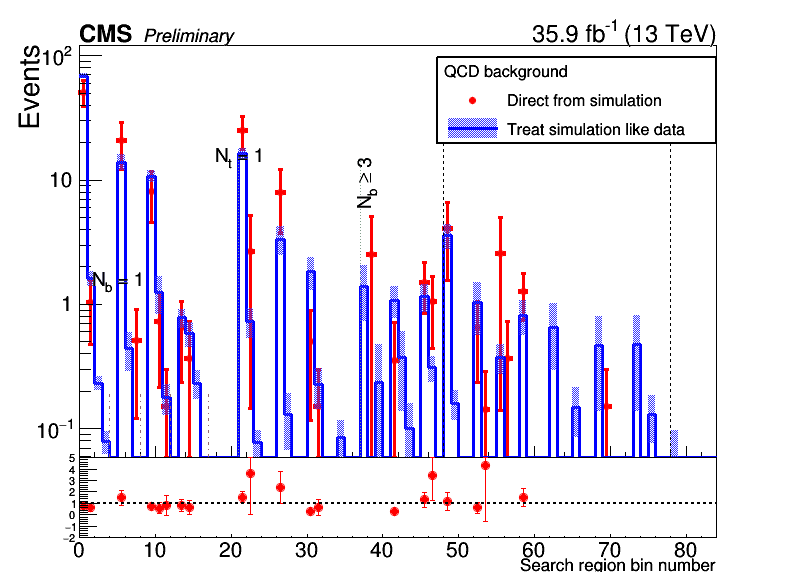 CMS Preliminary 35.9 fb⁻¹ (13 TeV)
Events
QCD background
Direct from simulation
Treat simulation like data
N_b = 1
N_t = 1
N_b ≥ 3
10²
10
1
10⁻¹
5
4
3
2
1
0
−1
−2
0 10 20 30 40 50 60 70 80
Search region bin number